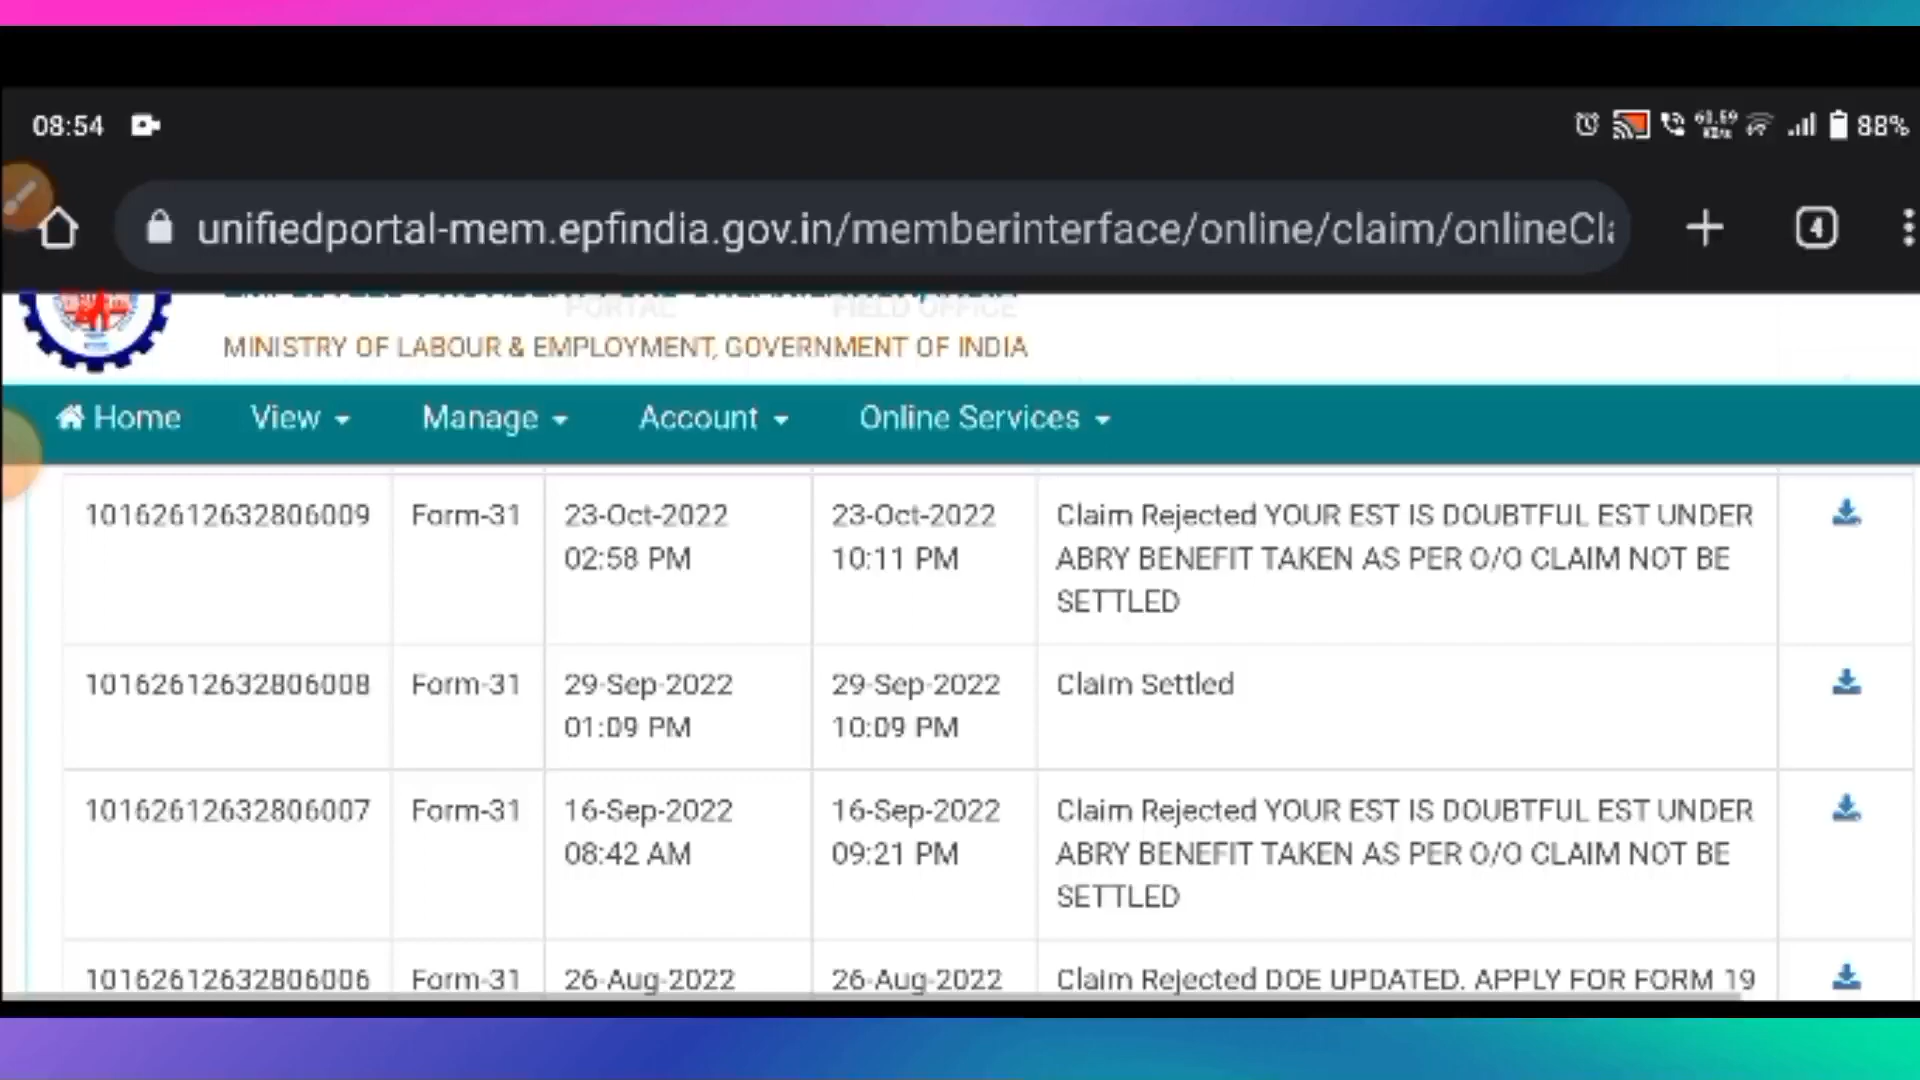 08:54
88%
unifiedportal-mem.epfindia.gov.in/memberinterface/online/claim/onlineCl
4
PORTAL FIELD OFFICE
MINISTRY OF LABOUR & EMPLOYMENT, GOVERNMENT OF INDIA
Home View Manage Account Online Services
10162612632806009 Form-31 23-Oct-2022 23-Oct-2022 Claim Rejected YOUR EST IS DOUBTFUL EST UNDER
02:58 PM 10:11 PM ABRY BENEFIT TAKEN AS PER O/O CLAIM NOT BE
SETTLED
10162612632806008 Form-31 29-Sep-2022 29-Sep-2022 Claim Settled
01:09 PM 10:09 PM
10162612632806007 Form-31 16-Sep-2022 16-Sep-2022 Claim Rejected YOUR EST IS DOUBTFUL EST UNDER
08:42 AM 09:21 PM ABRY BENEFIT TAKEN AS PER O/O CLAIM NOT BE
SETTLED
10162612632806006 Form-31 26-Aug-2022 26-Aug-2022 Claim Rejected DOE UPDATED. APPLY FOR FORM 19